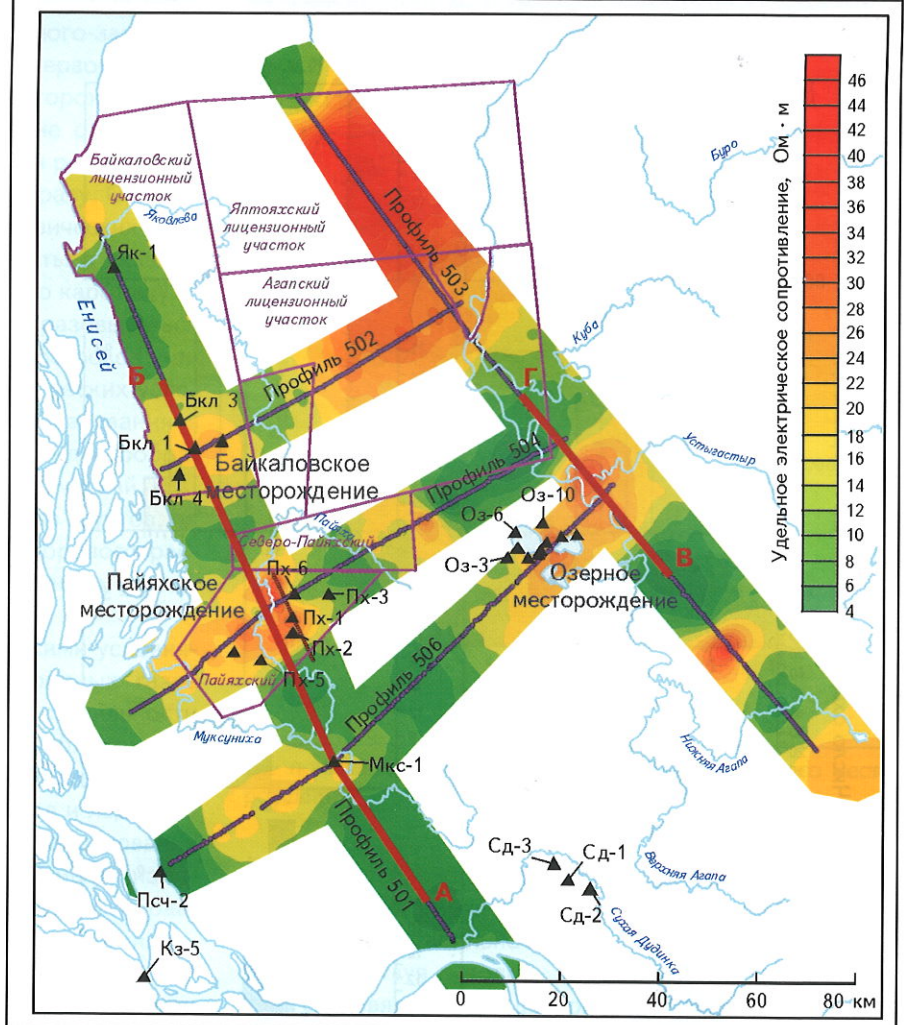 Байкаловский
лицензионный
участок
Яковлева
Як-1
Енисей
Яптояхский
лицензионный
участок
Агапский
лицензионный
участок
Профиль 503
Профиль 502
Буро
Куба
Удельное электрическое сопротивление, Ом · м
46
44
42
40
38
36
34
32
30
28
26
24
22
20
18
16
14
12
10
8
6
4
Б
Г
Бкл 3
Бкл 1
Бкл 4
Байкаловское
месторождение
Профиль 504
Устыгастыр
Оз-10
Оз-6
Оз-3
Озерное
месторождение
В
Северо-Пайяхский
Пайяхское
месторождение
Пх-6
Пх-3
Пх-1
Пх-2
Пх-5
Пайяхский
Профиль 506
Муксуниха
Мкс-1
Нижняя Агапа
Профиль 501
А
Сд-3
Сд-1
Сд-2
Верхняя Агапа
Сухая Дудинка
Псч-2
Кз-5
0 20 40 60 80 км